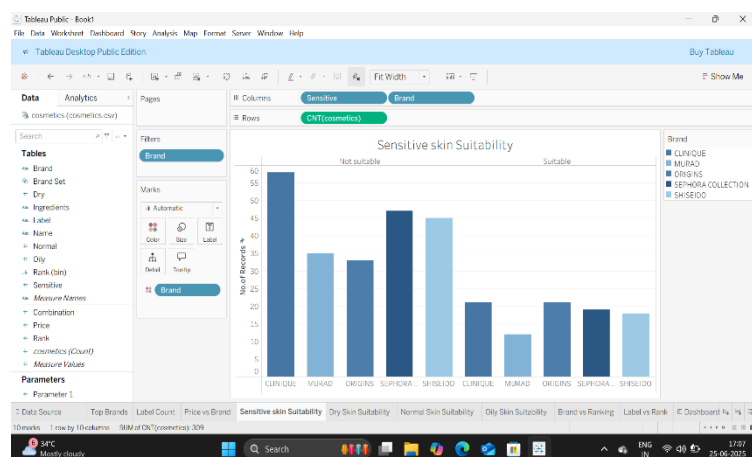 Tableau Public - Book1
File Data Worksheet Dashboard Story Analysis Map Format Server Window Help
Tableau Desktop Public Edition
Buy Tableau
Fit Width
Show Me
Data Analytics
Pages
Columns Sensitive Brand
cosmetics (cosmetics.csv)
Rows CNT(cosmetics)
Search
Filters
Brand
Tables
Brand
Brand Set
Dry
Ingredients
Label
Name
Normal
Oily
Rank (bin)
Sensitive
Measure Names
Combination
Price
Rank
cosmetics (Count)
Measure Values
Parameters
Parameter 1
Marks
Automatic
Color Size Label
Detail Tooltip
Brand
Sensitive skin Suitability
Not suitable Suitable
60
55
50
45
40
35
30
25
20
15
10
5
0
No.of Records
CLINIQUE MURAD ORIGINS SEPHORA .. SHISEIDO CLINIQUE MURAD ORIGINS SEPHORA .. SHISEIDO
Brand
CLINIQUE
MURAD
ORIGINS
SEPHORA COLLECTION
SHISEIDO
Data Source Top Brands Label Count Price vs Brand Sensitive skin Suitability Dry Skin Suitability Normal Skin Suitability Oily Skin Suitability Brand vs Ranking Label vs Rank Dashboard
10 marks 1 row by 10 columns SUM of CNT(cosmetics): 309
6
34°C
Mostly cloudy
Search
ENG
IN
17:07
25-06-2025